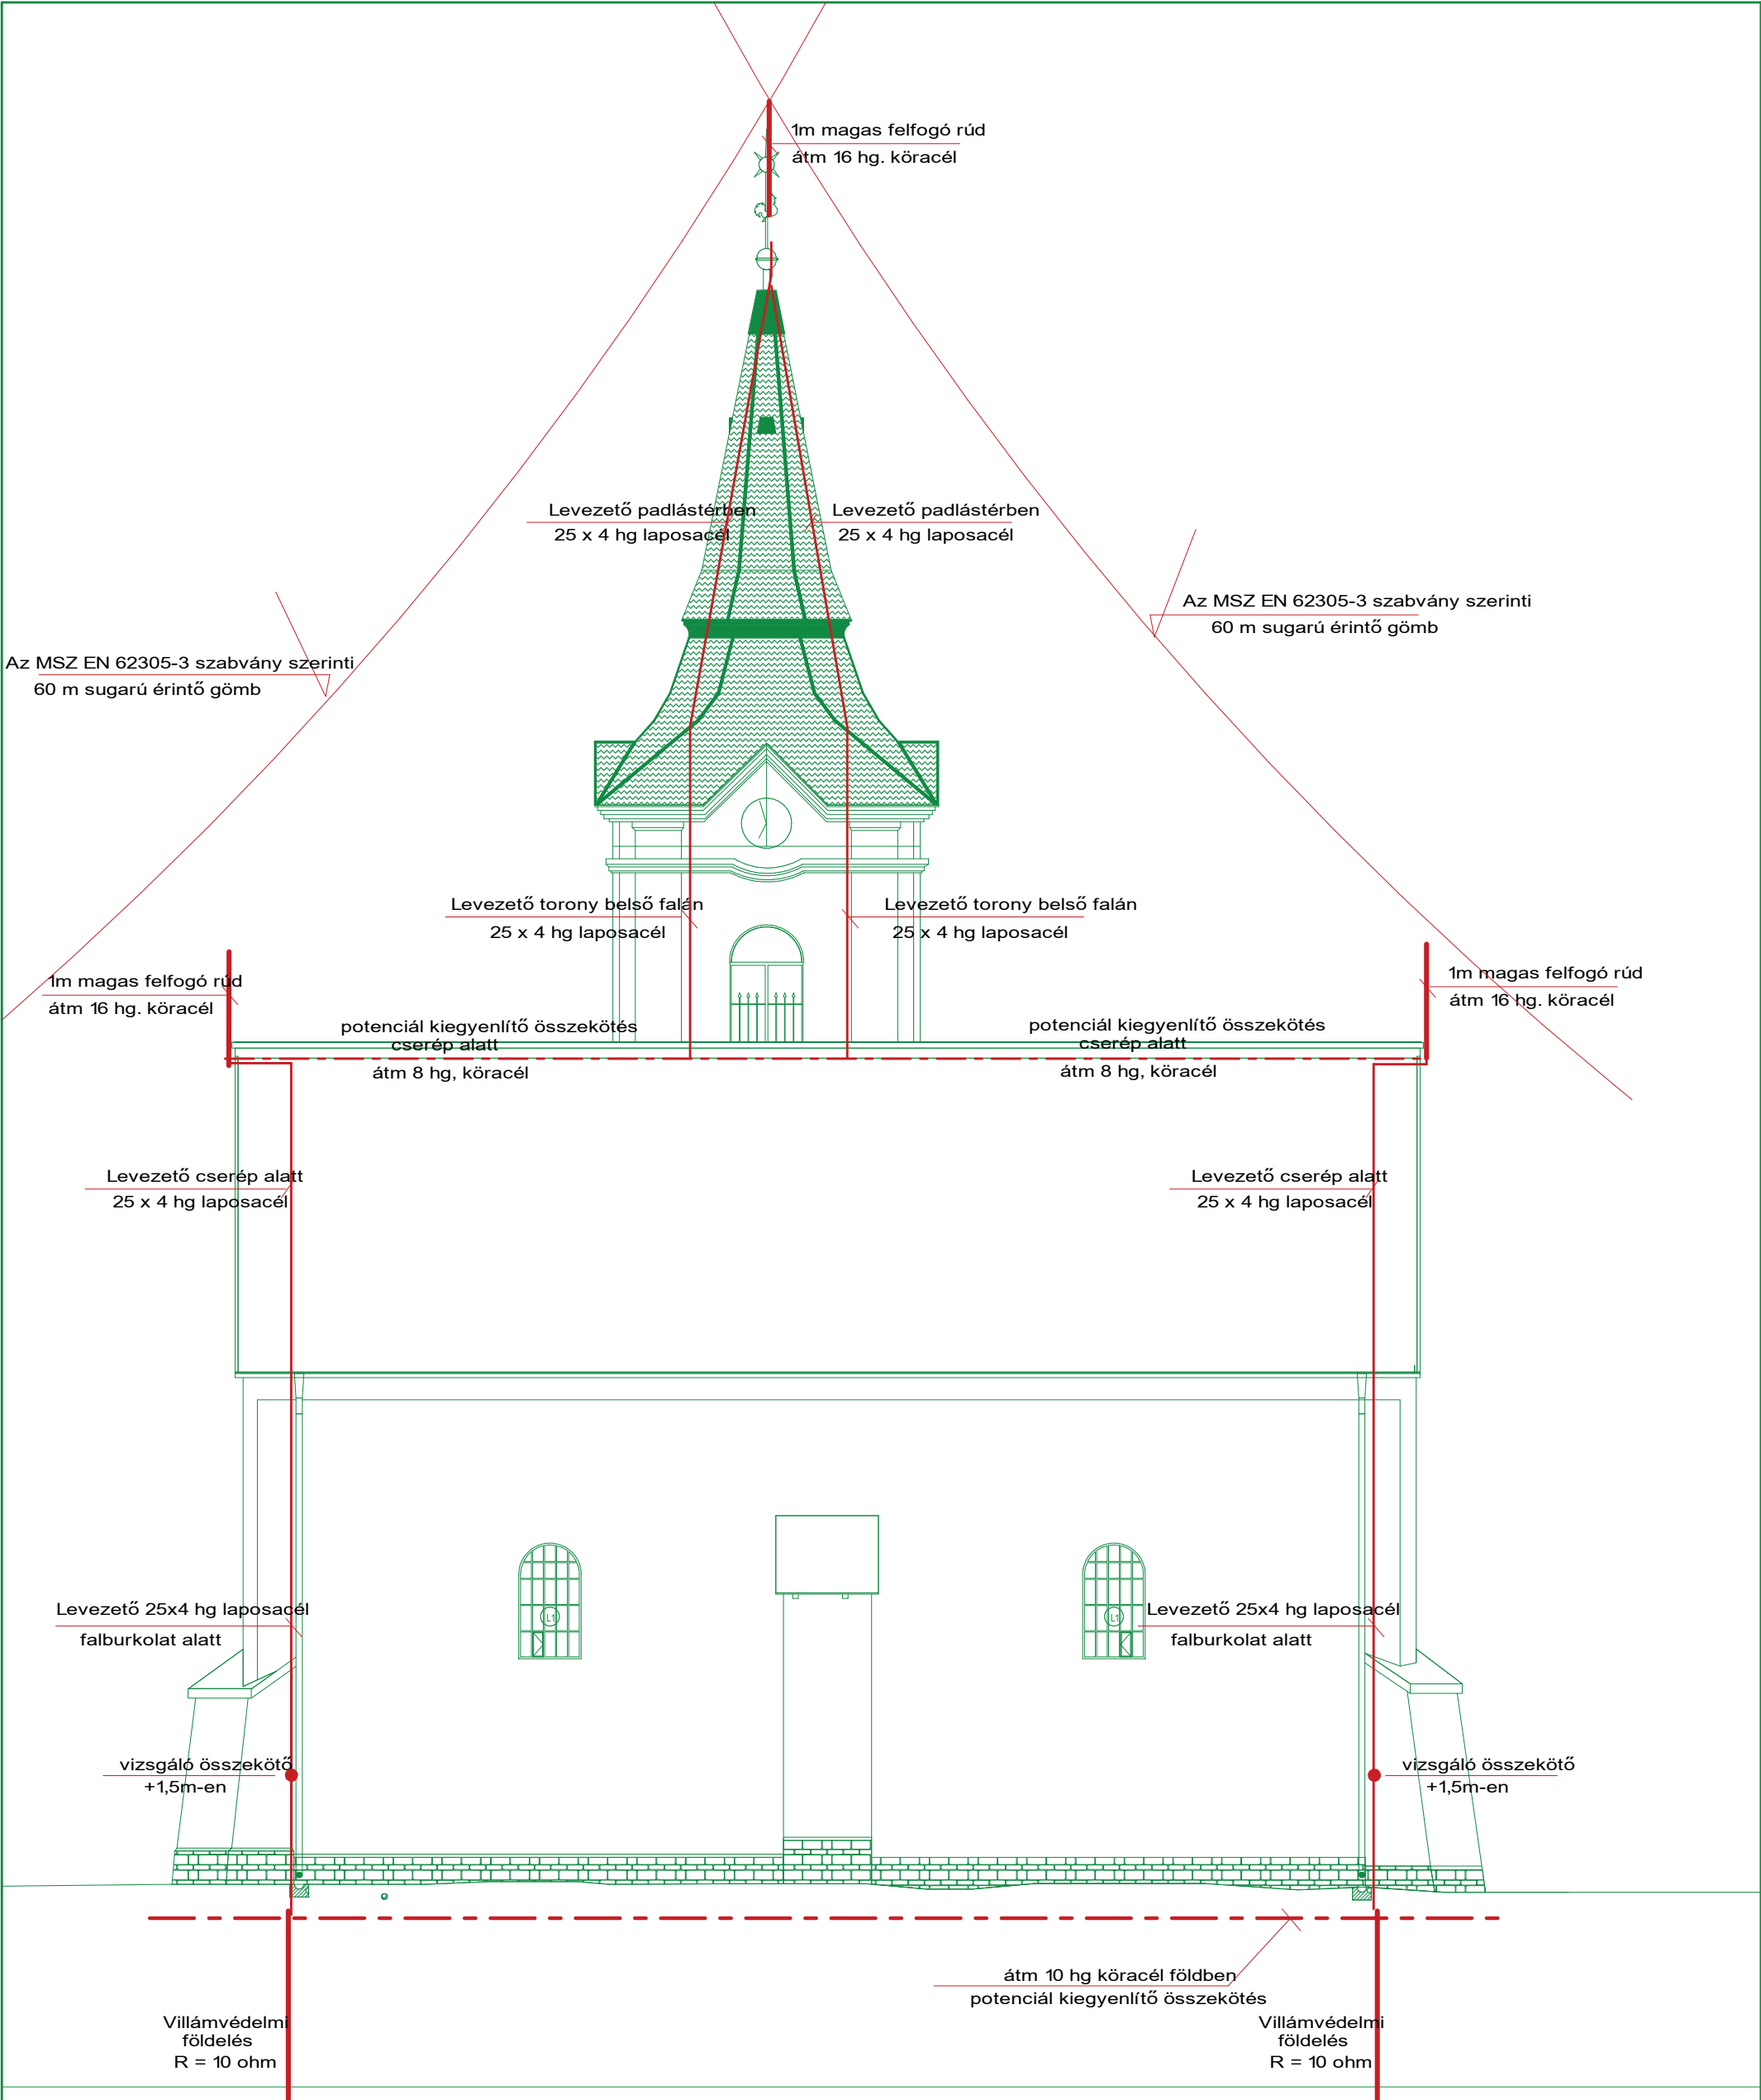 1m magas felfogó rúd
átm 16 hg. köracél
Levezető padlástérben
25 x 4 hg laposacél
Levezető padlástérben
25 x 4 hg laposacél
Az MSZ EN 62305-3 szabvány szerinti
60 m sugarú érintő gömb
Az MSZ EN 62305-3 szabvány szerinti
60 m sugarú érintő gömb
Levezető torony belső falán
25 x 4 hg laposacél
Levezető torony belső falán
25 x 4 hg laposacél
1m magas felfogó rúd
átm 16 hg. köracél
1m magas felfogó rúd
átm 16 hg. köracél
potenciál kiegyenlítő összekötés
cserép alatt
átm 8 hg, köracél
potenciál kiegyenlítő összekötés
cserép alatt
átm 8 hg, köracél
Levezető cserép alatt
25 x 4 hg laposacél
Levezető cserép alatt
25 x 4 hg laposacél
L1
L1
Levezető 25x4 hg laposacél
falburkolat alatt
Levezető 25x4 hg laposacél
falburkolat alatt
vizsgáló összekötő
+1,5m-en
vizsgáló összekötő
+1,5m-en
átm 10 hg köracél földben
potenciál kiegyenlítő összekötés
Villámvédelmi
földelés
R = 10 ohm
Villámvédelmi
földelés
R = 10 ohm